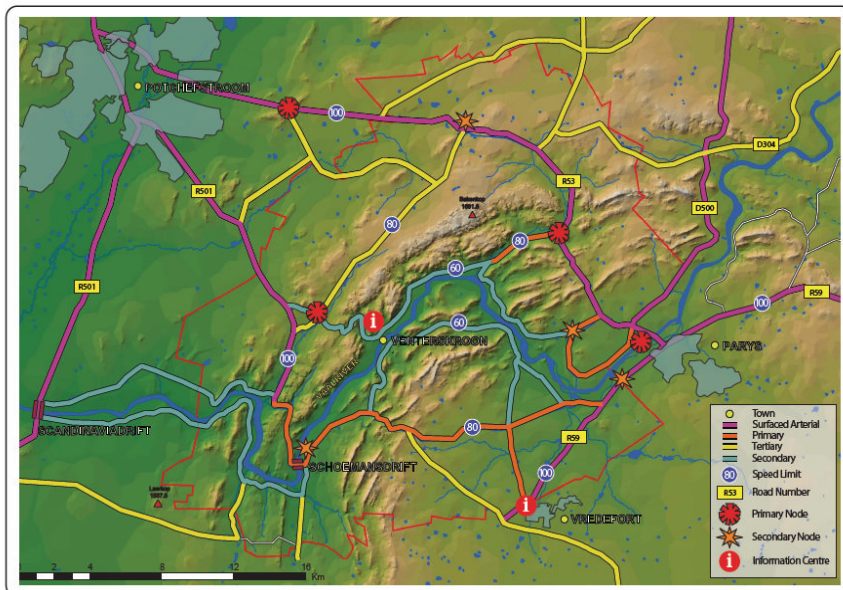 POTCHEFSTROOM
100
R53
D304
R501
80
Bakenkop
80
D500
60
R501
R59
100
60
VENTERSKROON
PARYS
100
SCANDINAVIADRIFT
80
R59
SCHOEMANSDRIFT
100
VREDEFORT
0 2 4 8 12 16
Km
Town
Surfaced Arterial
Primary
Tertiary
Secondary
80 Speed Limit
R53 Road Number
Primary Node
Secondary Node
i Information Centre